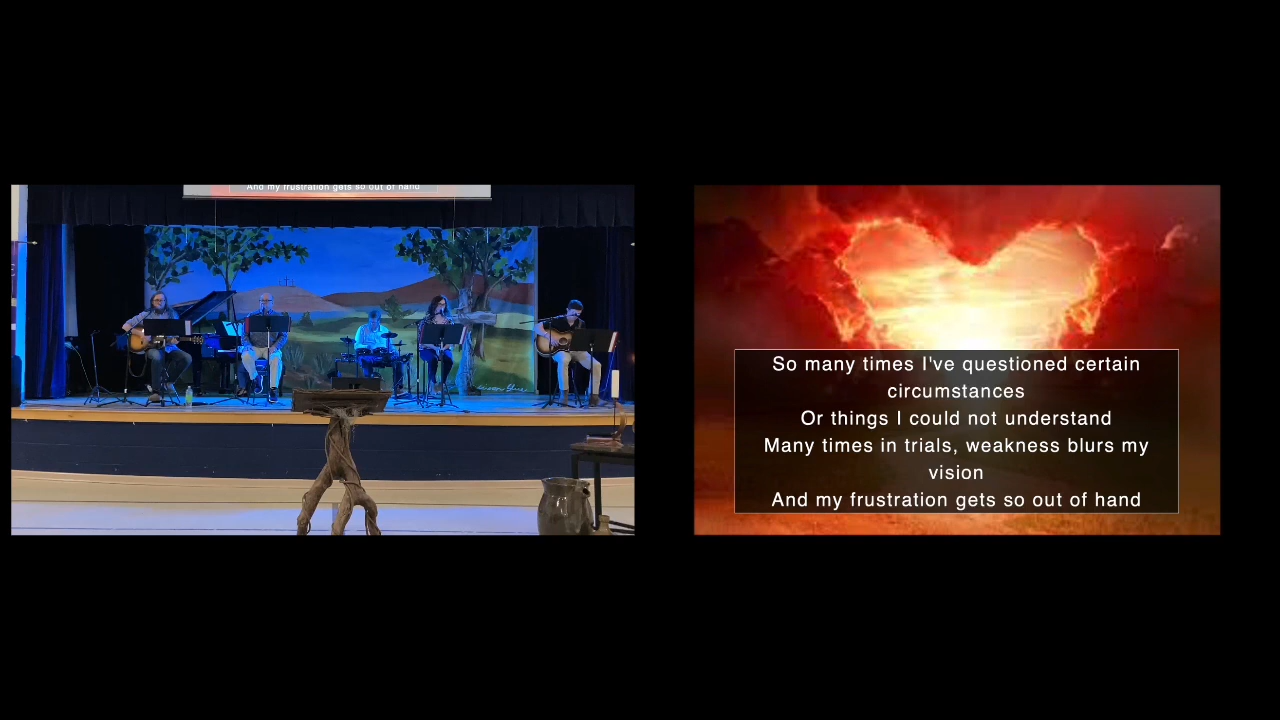 And my frustration gets so out of hand
So many times I've questioned certain
circumstances
Or things I could not understand
Many times in trials, weakness blurs my
vision
And my frustration gets so out of hand